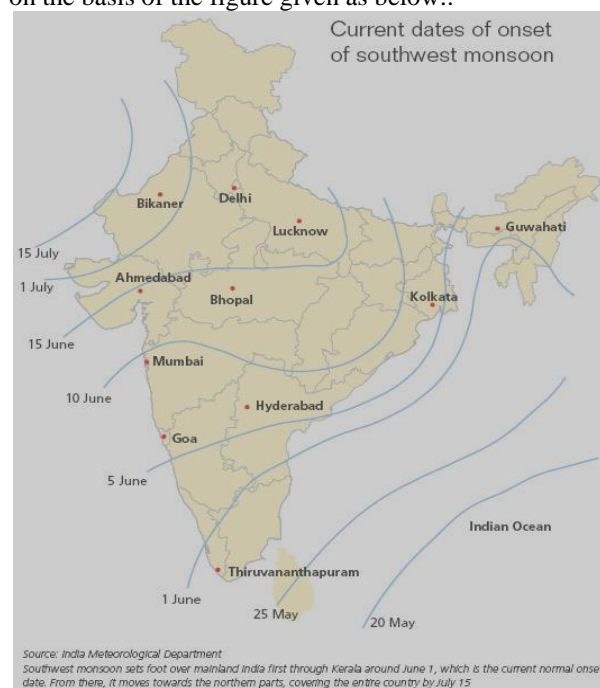 on the basis of the figure given as below..
Current dates of onset
of southwest monsoon
Bikaner
Delhi
Lucknow
Guwahati
15 July
1 July
Ahmedabad
Bhopal
Kolkata
15 June
Mumbai
10 June
Hyderabad
Goa
5 June
Indian Ocean
Thiruvananthapuram
1 June
25 May
20 May
Source: India Meteorological Department
Southwest monsoon sets foot over mainland India first through Kerala around June 1, which is the current normal onse
date. From there, it moves towards the northern parts, covering the entire country by July 15